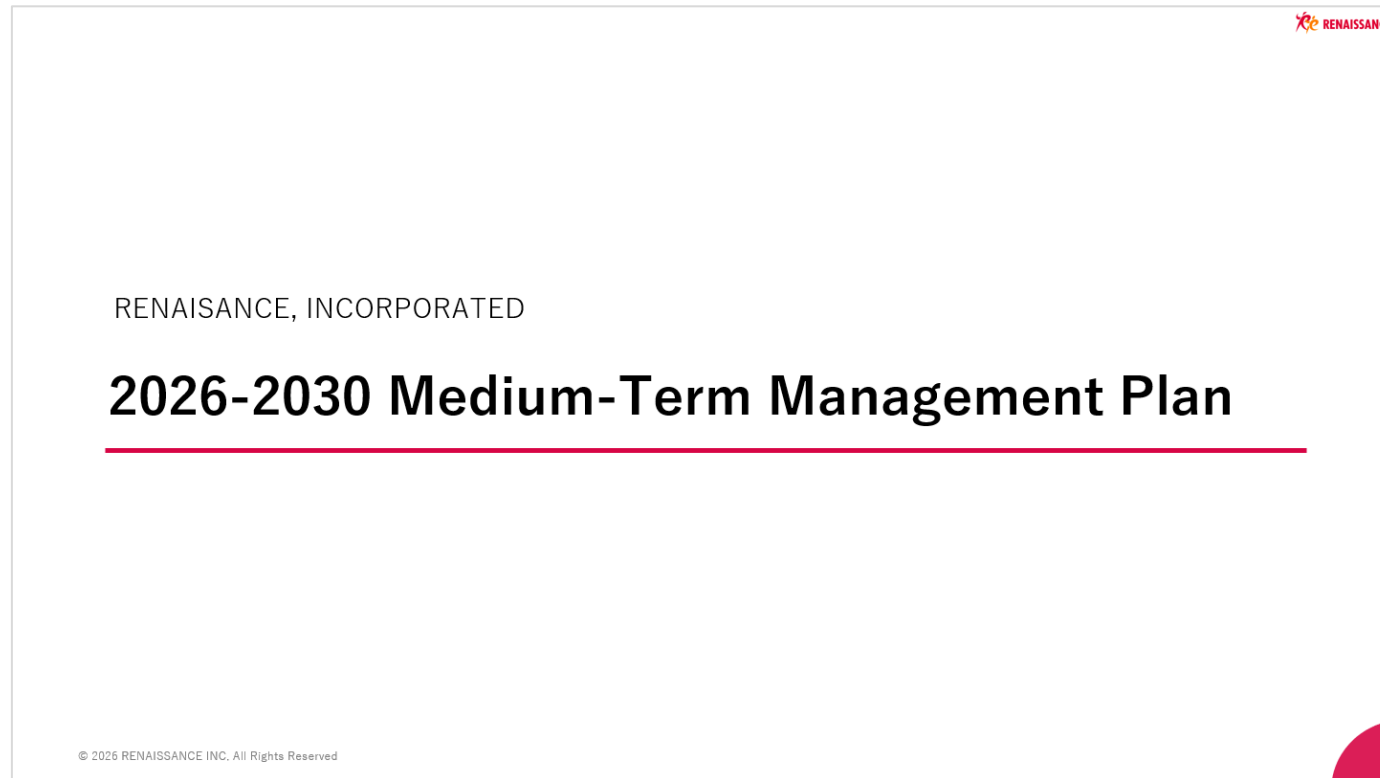 RENAISSAN
RENAISANCE, INCORPORATED
2026-2030 Medium-Term Management Plan
© 2026 RENAISSANCE INC. All Rights Reserved